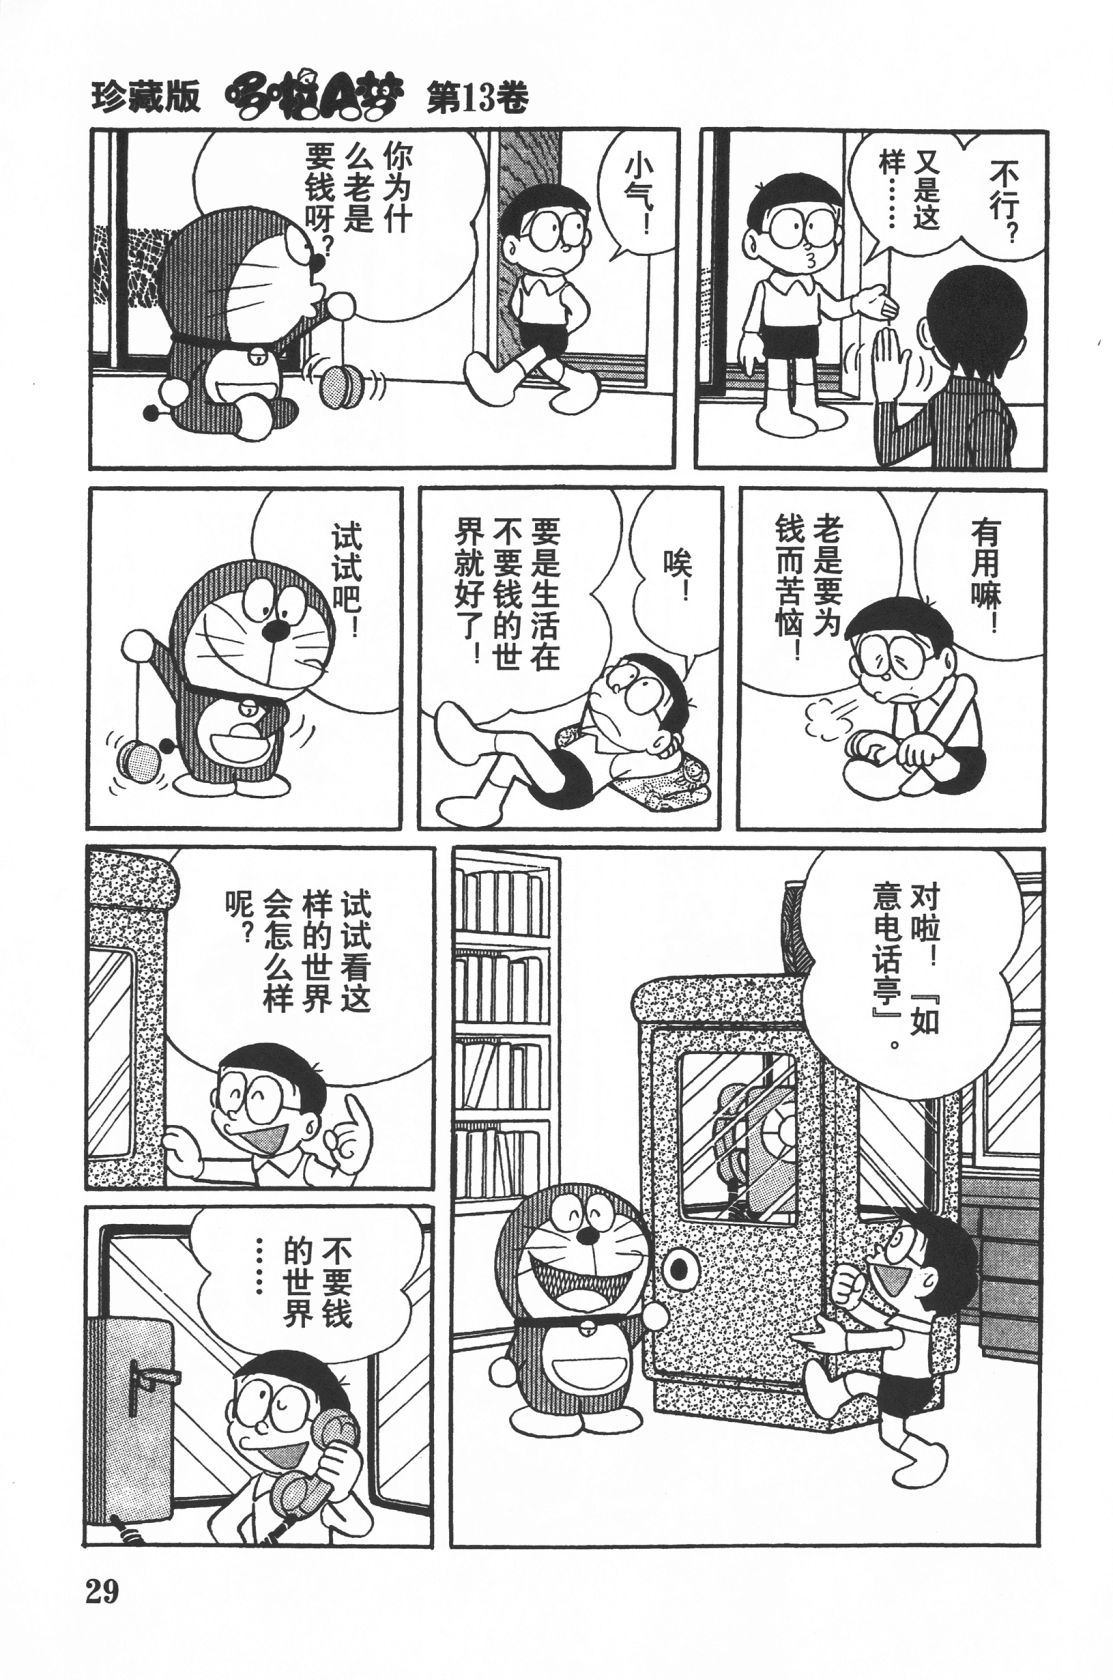 珍藏版 哆啦A梦 第13卷
不行？
又是这
样……
小气！
你为什
么老是
要钱呀？
有用嘛！
老是要为
钱而苦恼！
唉！
要是生活在
不要钱的世
界就好了！
试试吧！
对啦！『如
意电话亭』。
试试看这
样的世界
会怎么样
呢？
不要钱
的世界
……
29